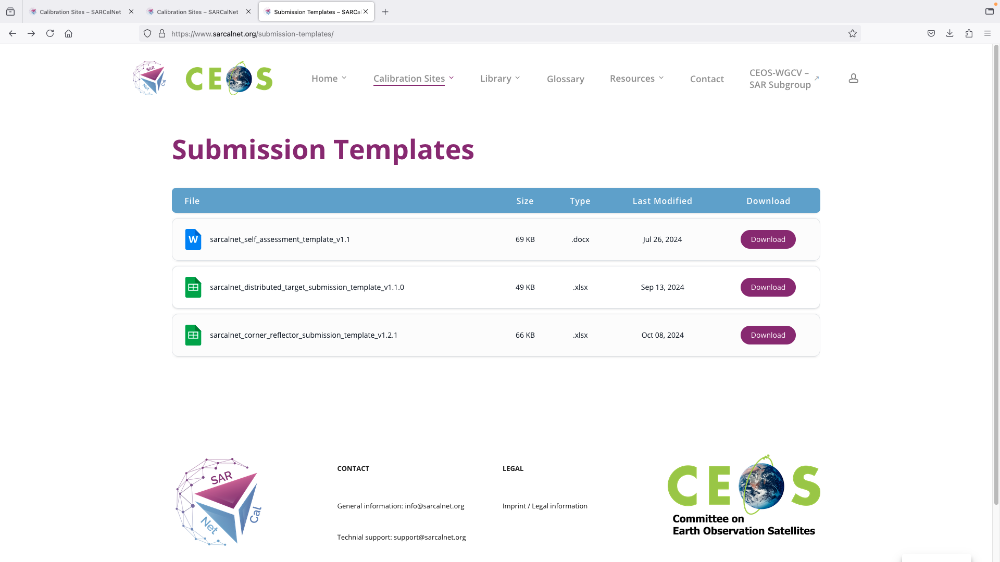 Calibration Sites – SARCalNet
Calibration Sites – SARCalNet
Submission Templates – SARCa
https://www.sarcalnet.org/submission-templates/
SAR
Net
Cal
CEOS
Home
Calibration Sites
Library
Glossary
Resources
Contact
CEOS-WGCV –
SAR Subgroup
Submission Templates
File Size Type Last Modified Download
W sarcalnet_self_assessment_template_v1.1 69 KB .docx Jul 26, 2024 Download
sarcalnet_distributed_target_submission_template_v1.1.0 49 KB .xlsx Sep 13, 2024 Download
sarcalnet_corner_reflector_submission_template_v1.2.1 66 KB .xlsx Oct 08, 2024 Download
SAR
Net
Cal
CONTACT
General information: info@sarcalnet.org
Technial support: support@sarcalnet.org
LEGAL
Imprint / Legal information
CEOS
Committee on
Earth Observation Satellites